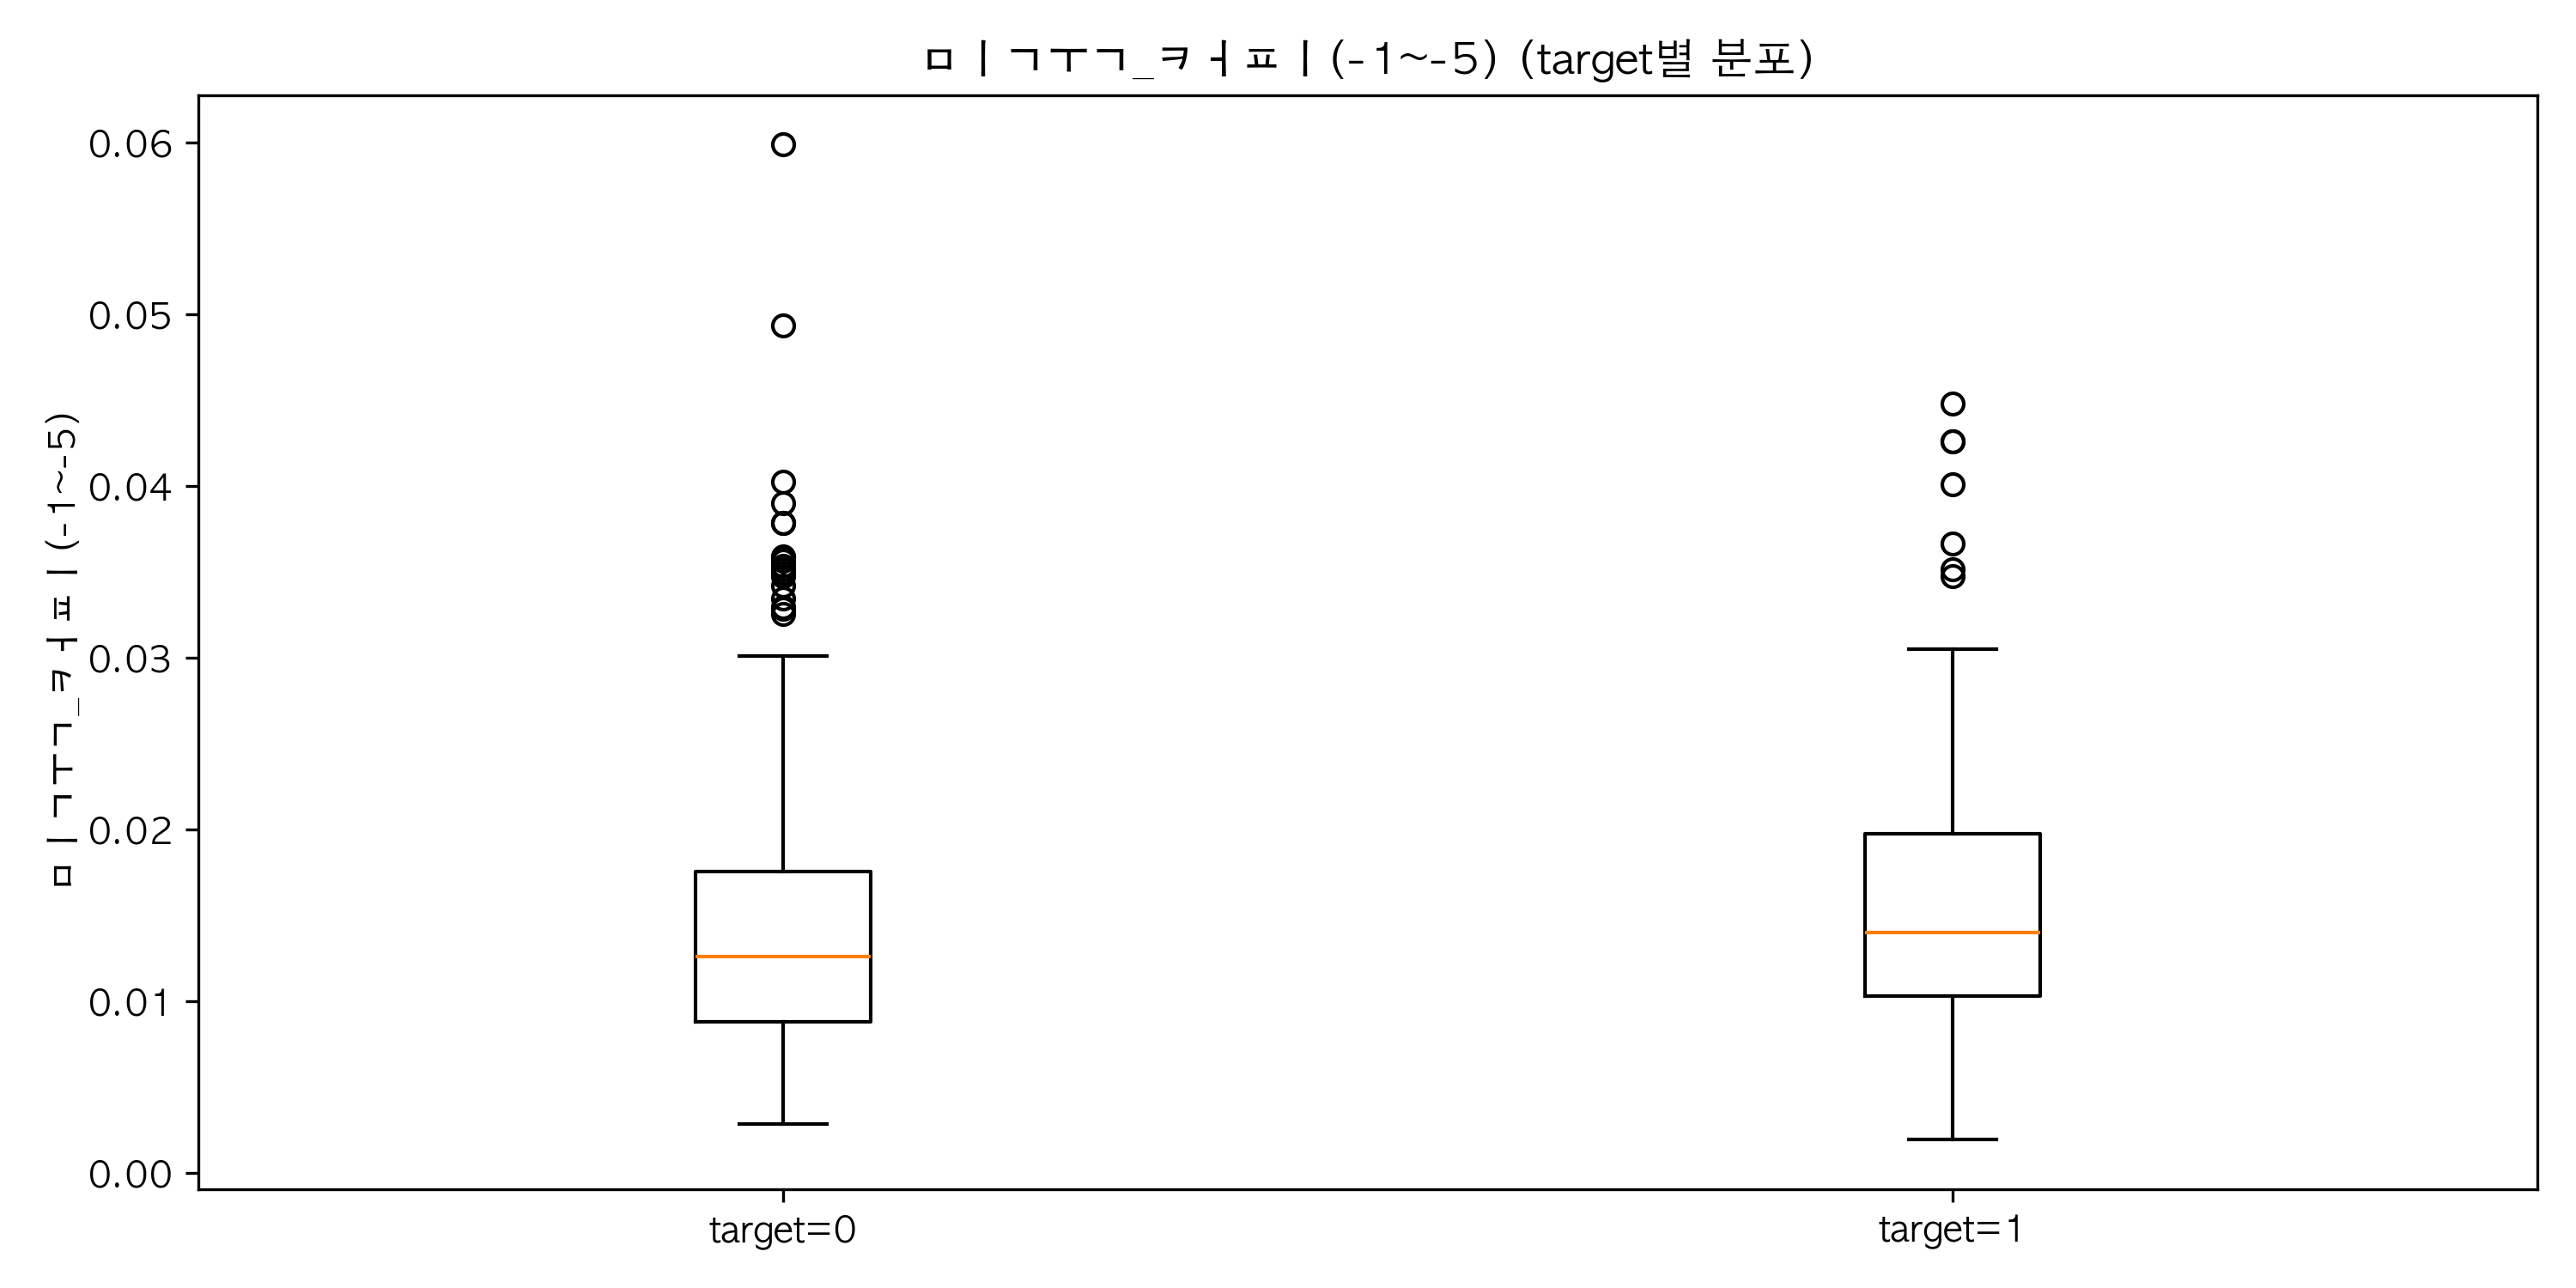 ㅁㅣㄱㅜㄱ_ㅋㅓㅍㅣ(-1~-5) (target별 분포)
ㅁㅣㄱㅜㄱ_ㅋㅓㅍㅣ(-1~-5)
0.06
0.05
0.04
0.03
0.02
0.01
0.00
target=0
target=1